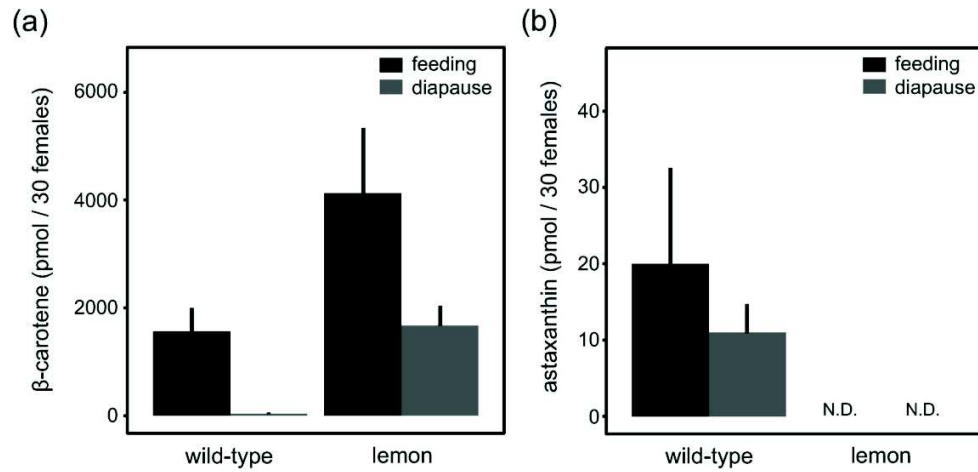 (a)
feeding
diapause
β-carotene (pmol / 30 females)
6000
4000
2000
0
wild-type
lemon
(b)
feeding
diapause
astaxanthin (pmol / 30 females)
40
30
20
10
0
N.D.
N.D.
wild-type
lemon